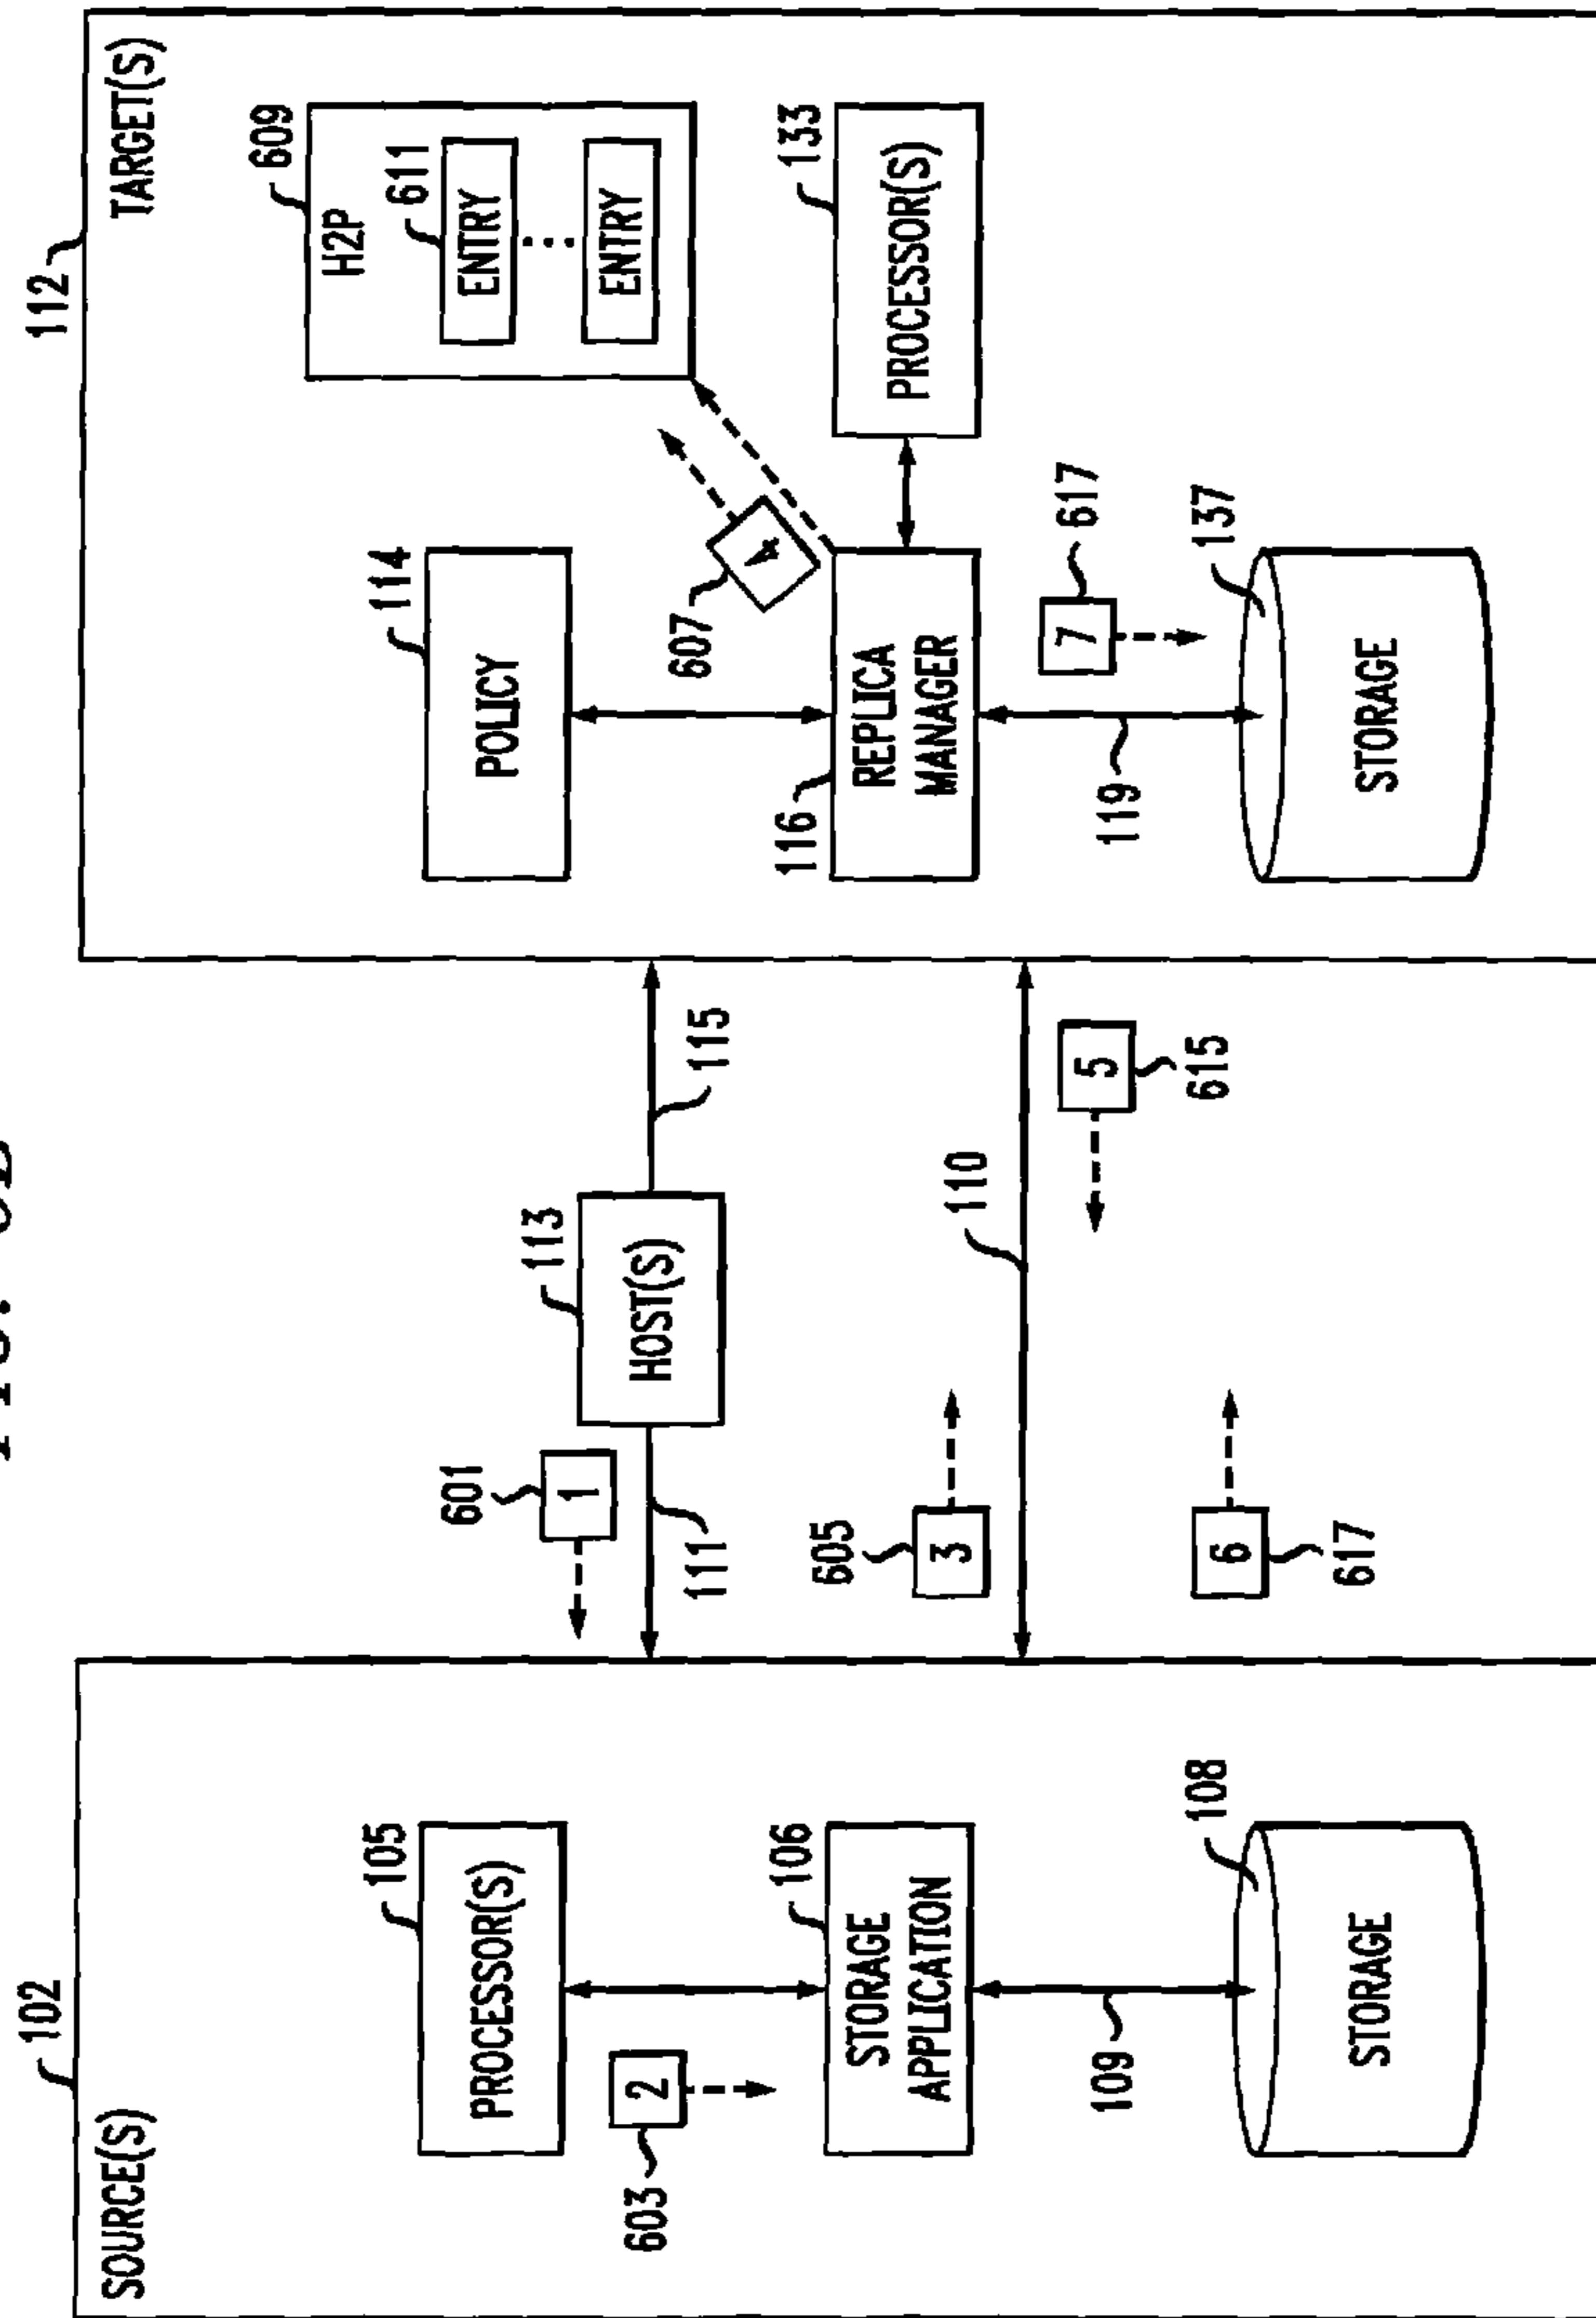 102
SOURCE(S)
105
PROCESSOR(S)
603
2
106
STORAGE
APPLICATION
109
108
STORAGE
601
1
111
113
HOST(S)
115
605
3
110
5
615
6
617
112
TARGET(S)
114
POLICY
609
H2P
611
ENTRY
ENTRY
607
4
116
REPLICA
MANAGER
133
PROCESSOR(S)
7
617
119
137
STORAGE